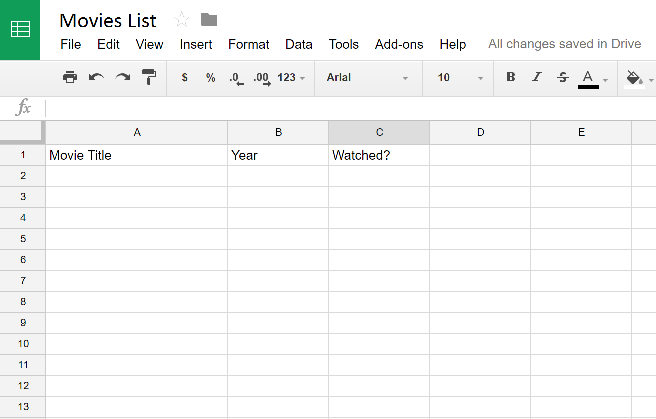 Movies List
File Edit View Insert Format Data Tools Add-ons Help All changes saved in Drive
$ % .0 .00 123 Arial 10 B I S A
fx
A B C D E
1 Movie Title Year Watched?
2
3
4
5
6
7
8
9
10
11
12
13